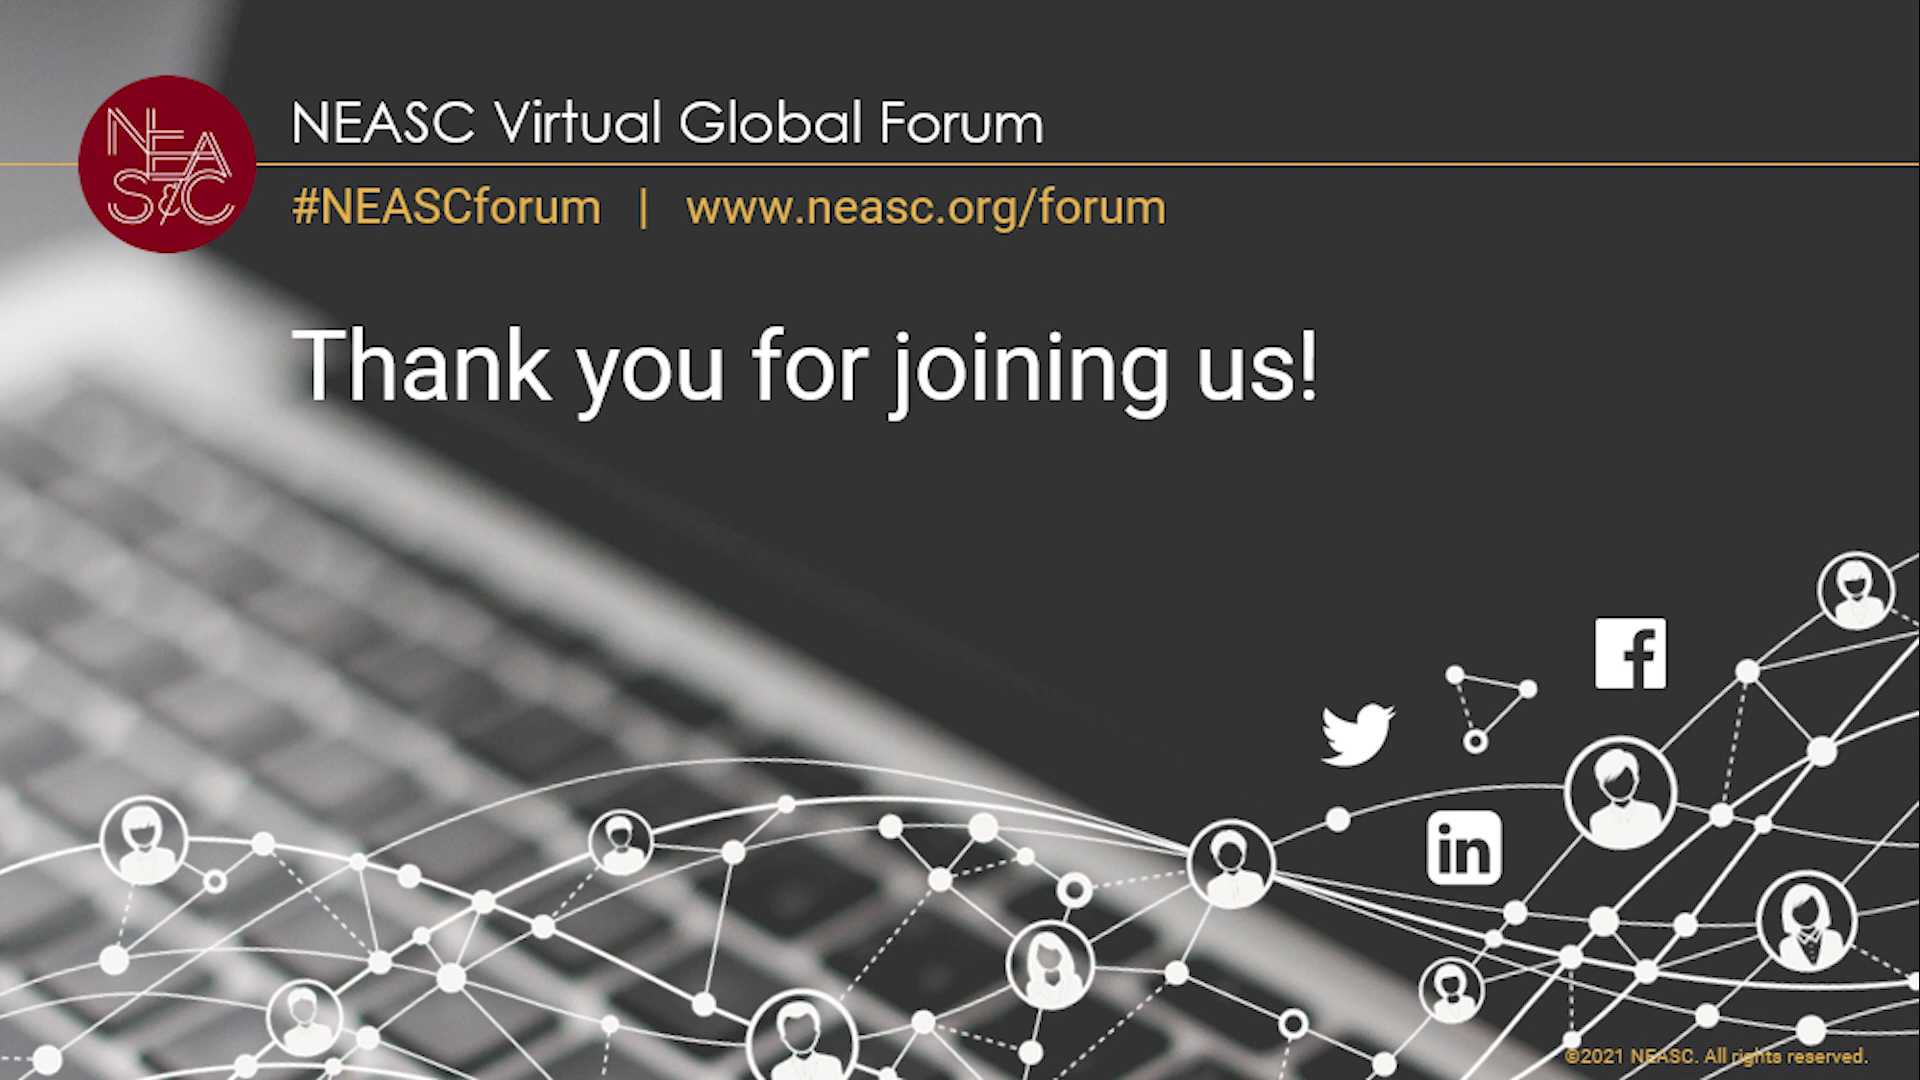 NEA
S&C
NEASC Virtual Global Forum
#NEASCforum | www.neasc.org/forum
Thank you for joining us!
f
in
©2021 NEASC. All rights reserved.